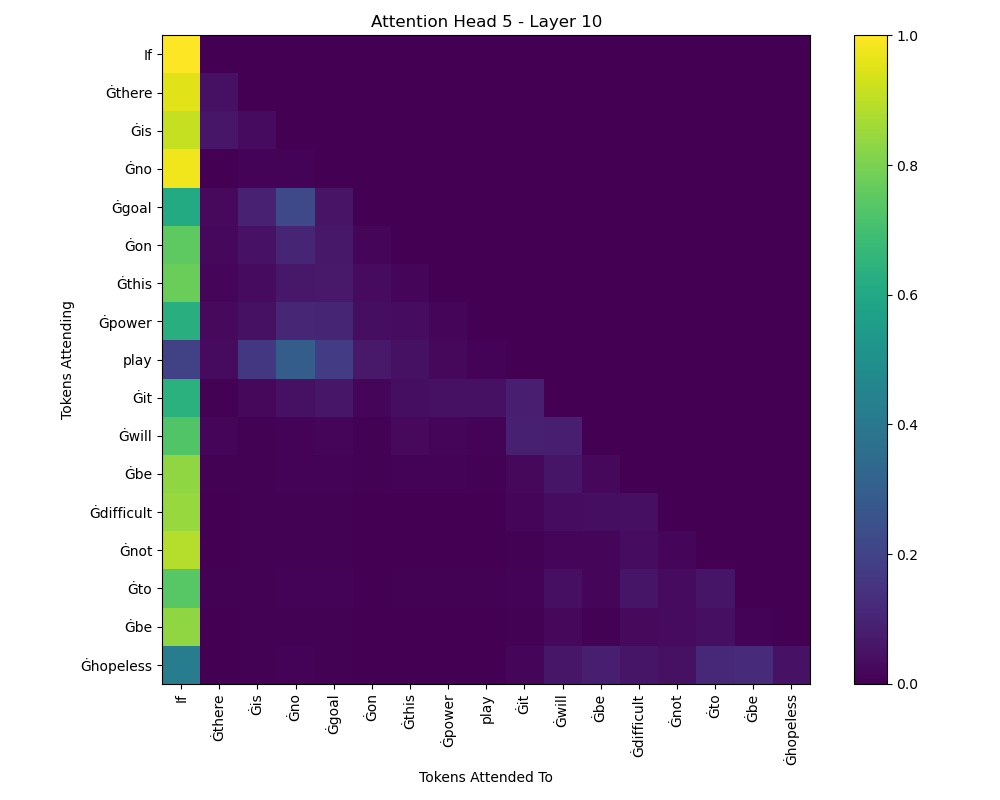 Attention Head 5 - Layer 10
If
Ġthere
Ġis
Ġno
Ġgoal
Ġon
Ġthis
Ġpower
play
Ġit
Ġwill
Ġbe
Ġdifficult
Ġnot
Ġto
Ġbe
Ġhopeless
Tokens Attending
If
Ġthere
Ġis
Ġno
Ġgoal
Ġon
Ġthis
Ġpower
play
Ġit
Ġwill
Ġbe
Ġdifficult
Ġnot
Ġto
Ġbe
Ġhopeless
Tokens Attended To
1.0
0.8
0.6
0.4
0.2
0.0